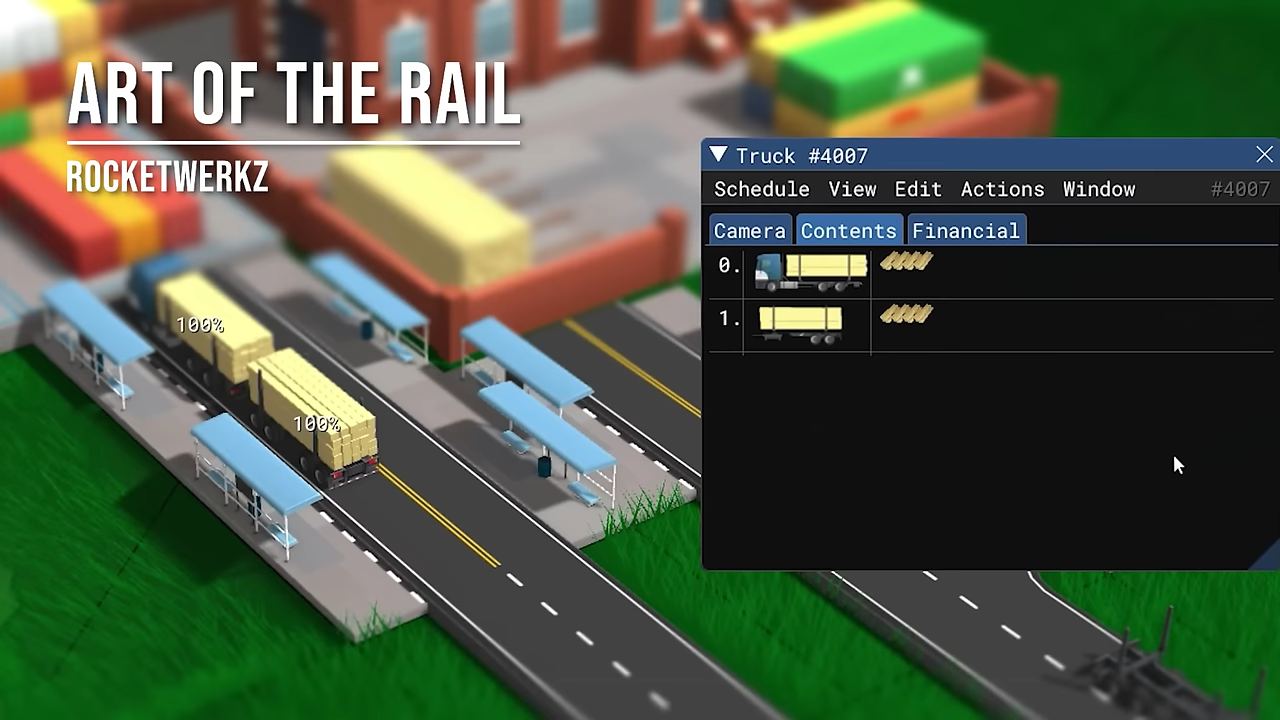 ART OF THE RAIL
ROCKETWERKZ
Truck #4007
Schedule View Edit Actions Window #4007
Camera Contents Financial
0.
1.
100%
100%